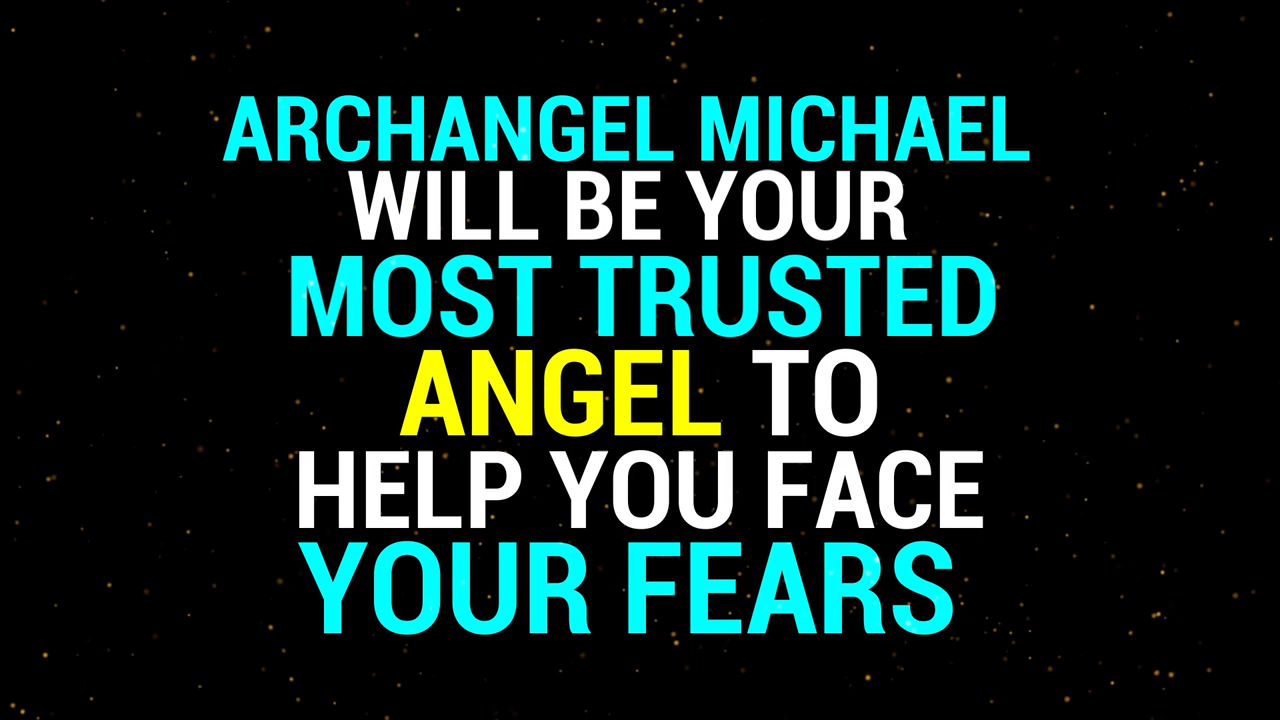 ARCHANGEL MICHAEL
WILL BE YOUR
MOST TRUSTED
ANGEL TO
HELP YOU FACE
YOUR FEARS